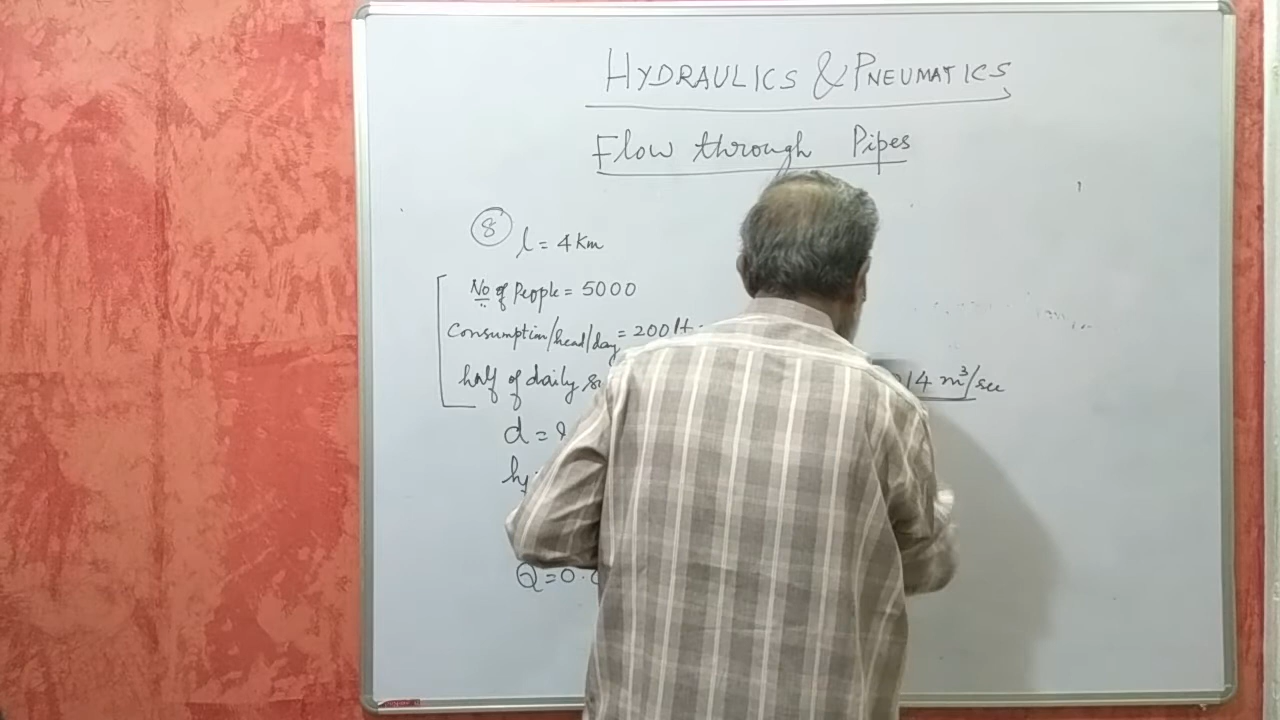 HYDRAULICS & PNEUMATICS
Flow through Pipes
8
l = 4 Km
No of People = 5000
Consumption/head/day = 200 lt
half of daily
14 m³/sec
d =
hf
Q = 0.